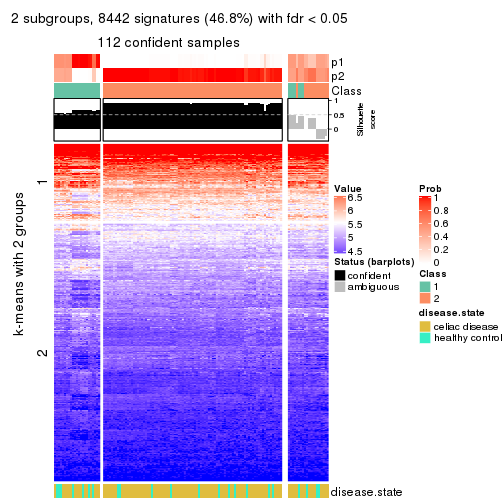 2 subgroups, 8442 signatures (46.8%) with fdr < 0.05
112 confident samples
p1
p2
Class
1
0.5
0
Silhouette
score
k-means with 2 groups
1
2
disease.state
Value
6.5
6
5.5
5
4.5
Status (barplots)
confident
ambiguous
Prob
1
0.8
0.6
0.4
0.2
0
Class
1
2
disease.state
celiac disease
healthy control